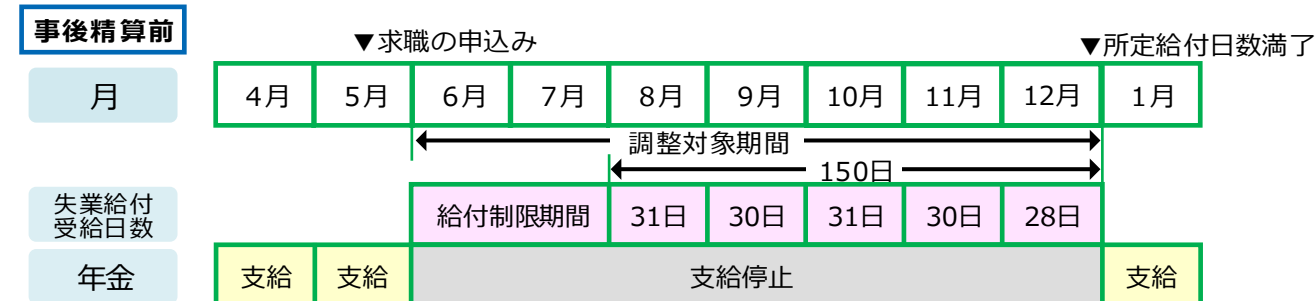 事後精算前
▼求職の申込み
▼所定給付日数満了
月
4月 5月 6月 7月 8月 9月 10月 11月 12月 1月
調整対象期間
150日
失業給付
受給日数
給付制限期間 31日 30日 31日 30日 28日
年金
支給 支給 支給停止 支給